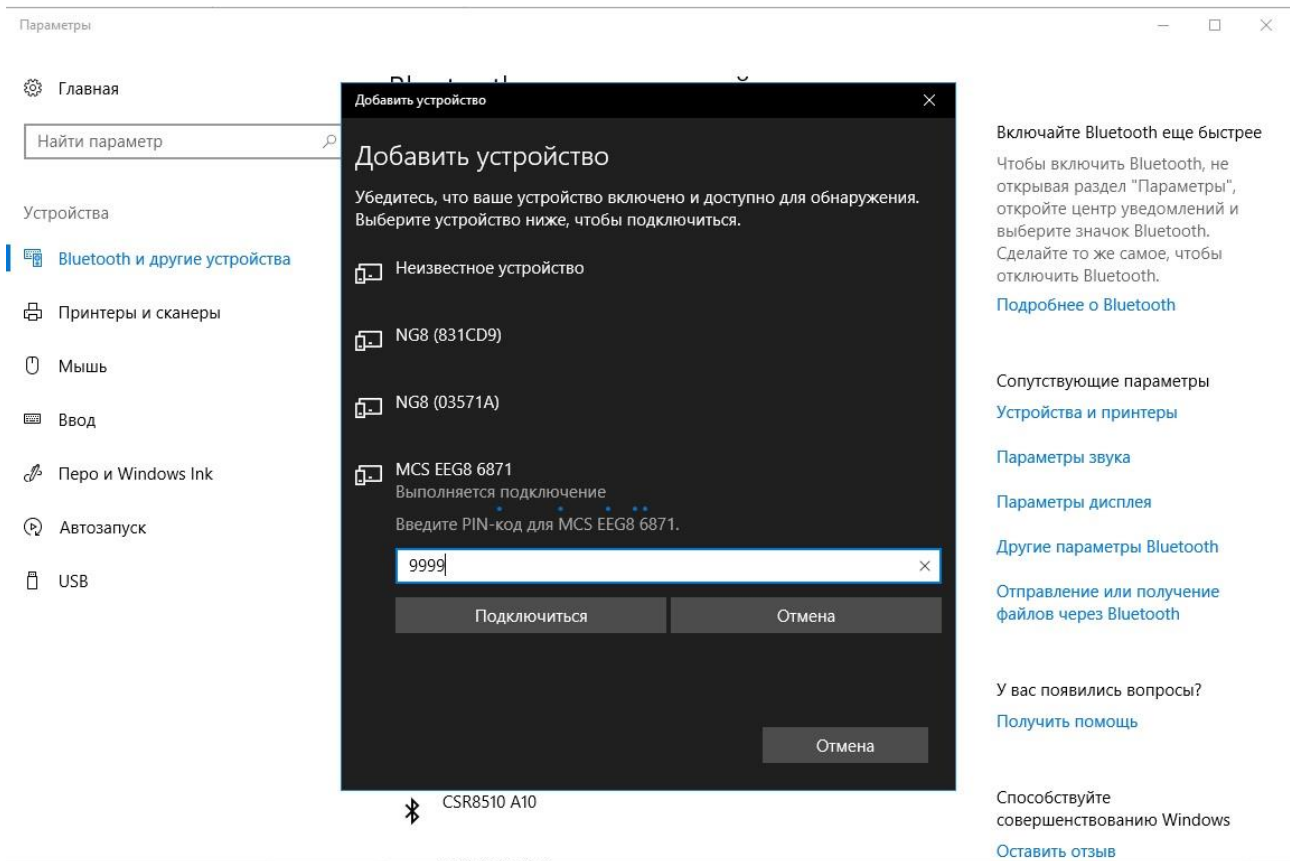 Параметры
Главная
Найти параметр
Устройства
Bluetooth и другие устройства
Принтеры и сканеры
Мышь
Ввод
Перо и Windows Ink
Автозапуск
USB
Добавить устройство
Добавить устройство
Убедитесь, что ваше устройство включено и доступно для обнаружения.
Выберите устройство ниже, чтобы подключиться.
Неизвестное устройство
NG8 (831CD9)
NG8 (03571A)
MCS EEG8 6871
Выполняется подключение
Введите PIN-код для MCS EEG8 6871.
9999
Подключиться
Отмена
Отмена
CSR8510 A10
Включайте Bluetooth еще быстрее
Чтобы включить Bluetooth, не
открывая раздел "Параметры",
откройте центр уведомлений и
выберите значок Bluetooth.
Сделайте то же самое, чтобы
отключить Bluetooth.
Подробнее о Bluetooth
Сопутствующие параметры
Устройства и принтеры
Параметры звука
Параметры дисплея
Другие параметры Bluetooth
Отправление или получение
файлов через Bluetooth
У вас появились вопросы?
Получить помощь
Способствуйте
совершенствованию Windows
Оставить отзыв